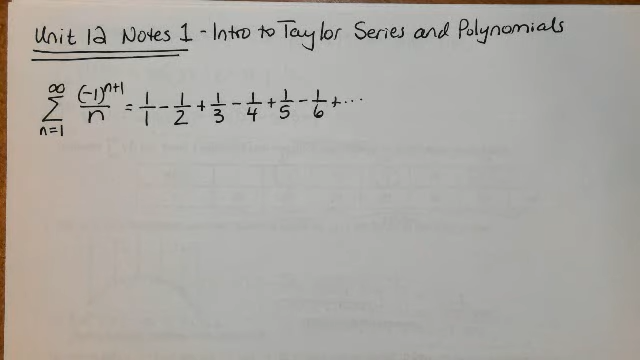 Unit 12 Notes 1 - Intro to Taylor Series and Polynomials
∞ ∑ n=1 (-1)^(n+1)/n = 1/1 - 1/2 + 1/3 - 1/4 + 1/5 - 1/6 + ...